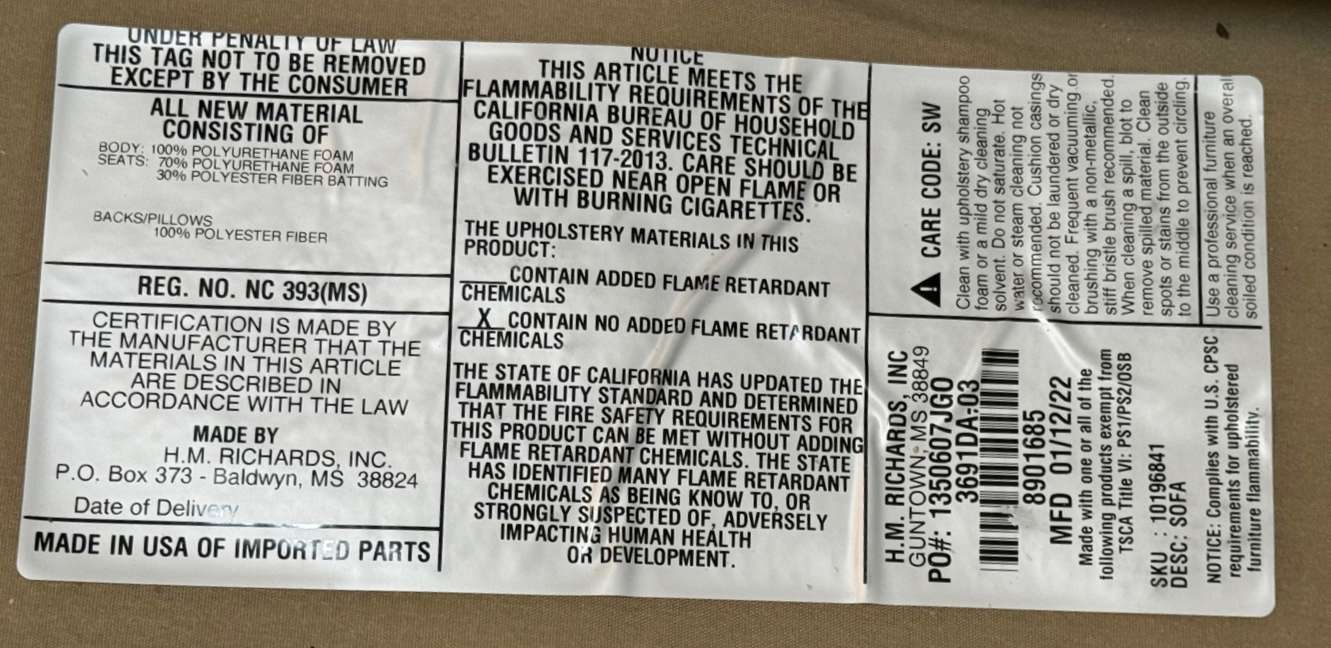 UNDER PENALTY OF LAW
THIS TAG NOT TO BE REMOVED
EXCEPT BY THE CONSUMER
ALL NEW MATERIAL
CONSISTING OF
BODY: 100% POLYURETHANE FOAM
SEATS: 70% POLYURETHANE FOAM
30% POLYESTER FIBER BATTING
BACKS/PILLOWS
100% POLYESTER FIBER
REG. NO. NC 393(MS)
CERTIFICATION IS MADE BY
THE MANUFACTURER THAT THE
MATERIALS IN THIS ARTICLE
ARE DESCRIBED IN
ACCORDANCE WITH THE LAW
MADE BY
H.M. RICHARDS, INC.
P.O. Box 373 - Baldwyn, MS 38824
Date of Delivery
MADE IN USA OF IMPORTED PARTS
NOTICE
THIS ARTICLE MEETS THE
FLAMMABILITY REQUIREMENTS OF THE
CALIFORNIA BUREAU OF HOUSEHOLD
GOODS AND SERVICES TECHNICAL
BULLETIN 117-2013. CARE SHOULD BE
EXERCISED NEAR OPEN FLAME OR
WITH BURNING CIGARETTES.
THE UPHOLSTERY MATERIALS IN THIS
PRODUCT:
____CONTAIN ADDED FLAME RETARDANT
CHEMICALS
_X_CONTAIN NO ADDED FLAME RETARDANT
CHEMICALS
THE STATE OF CALIFORNIA HAS UPDATED THE
FLAMMABILITY STANDARD AND DETERMINED
THAT THE FIRE SAFETY REQUIREMENTS FOR
THIS PRODUCT CAN BE MET WITHOUT ADDING
FLAME RETARDANT CHEMICALS. THE STATE
HAS IDENTIFIED MANY FLAME RETARDANT
CHEMICALS AS BEING KNOW TO, OR
STRONGLY SUSPECTED OF, ADVERSELY
IMPACTING HUMAN HEALTH
OR DEVELOPMENT.
CARE CODE: SW
Clean with upholstery shampoo
foam or a mild dry cleaning
solvent. Do not saturate. Hot
water or steam cleaning not
recommended. Cushion casings
should not be laundered or dry
cleaned. Frequent vacuuming or
brushing with a non-metallic,
stiff bristle brush recommended.
When cleaning a spill, blot to
remove spilled material. Clean
spots or stains from the outside
to the middle to prevent circling.
Use a professional furniture
cleaning service when an overall
soiled condition is reached.
H.M. RICHARDS, INC
GUNTOWN, MS 38849
PO#: 1350607JGO
3691DA-03
8901685
MFD 01/12/22
Made with one or all of the
following products exempt from
TSCA Title VI: PS1/PS2/OSB
SKU : 10196841
DESC: SOFA
NOTICE: Complies with U.S. CPSC
requirements for upholstered
furniture flammability.